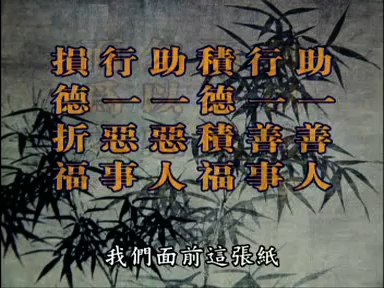 助一善人
行一善事
積德積福
助一惡人
行一惡事
損德折福
我們面前這張紙